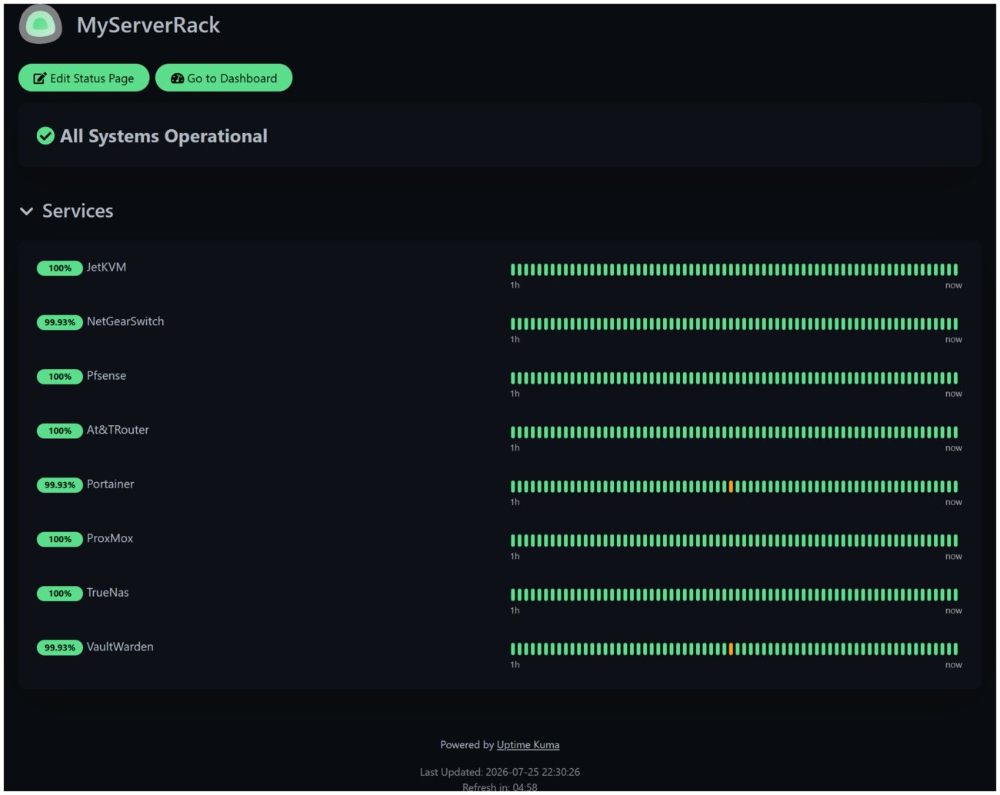 MyServerRack
Edit Status Page
Go to Dashboard
All Systems Operational
Services
100% JetKVM
1h now
99.93% NetGearSwitch
1h now
100% Pfsense
1h now
100% At&TRouter
1h now
99.93% Portainer
1h now
100% ProxMox
1h now
100% TrueNas
1h now
99.93% VaultWarden
1h now
Powered by Uptime Kuma
Last Updated: 2026-07-25 22:30:26
Refresh in: 04:58